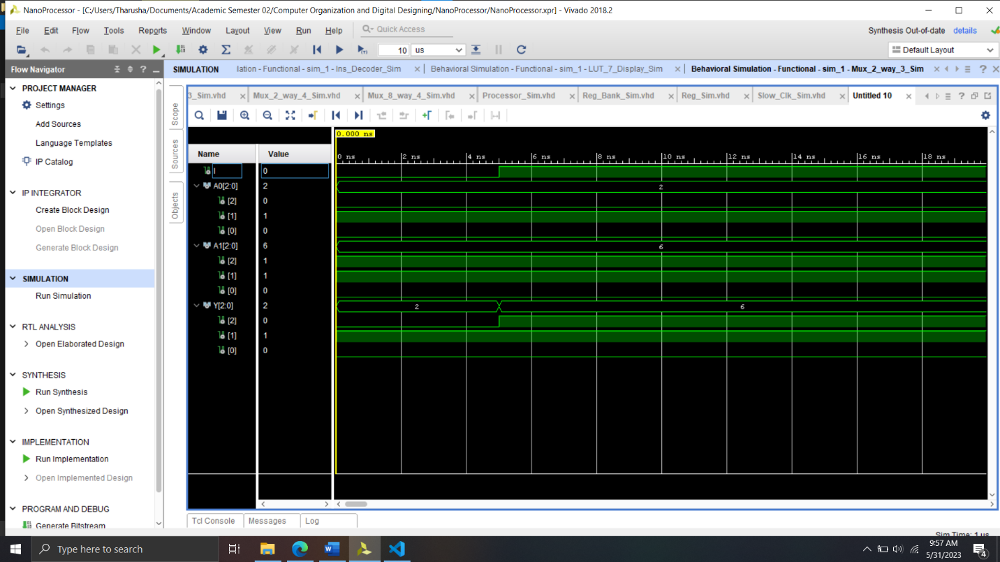 NanoProcessor - [C:/Users/Tharusha/Documents/Academic Semester 02/Computer Organization and Digital Designing/NanoProcessor/NanoProcessor.xpr] - Vivado 2018.2
File Edit Flow Tools Reports Window Layout View Run Help Quick Access
Synthesis Out-of-date details
10 us
Default Layout
Flow Navigator
SIMULATION
lation - Functional - sim_1 - Ins_Decoder_Sim
Behavioral Simulation - Functional - sim_1 - LUT_7_Display_Sim
Behavioral Simulation - Functional - sim_1 - Mux_2_way_3_Sim
PROJECT MANAGER
Settings
Add Sources
Language Templates
IP Catalog
IP INTEGRATOR
Create Block Design
Open Block Design
Generate Block Design
SIMULATION
Run Simulation
RTL ANALYSIS
Open Elaborated Design
SYNTHESIS
Run Synthesis
Open Synthesized Design
IMPLEMENTATION
Run Implementation
Open Implemented Design
PROGRAM AND DEBUG
Generate Bitstream
Scope
Sources
Objects
3_Sim.vhd Mux_2_way_4_Sim.vhd Mux_8_way_4_Sim.vhd Processor_Sim.vhd Reg_Bank_Sim.vhd Reg_Sim.vhd Slow_Clk_Sim.vhd Untitled 10
0.000 ns
Name Value
0 ns 2 ns 4 ns 6 ns 8 ns 10 ns 12 ns 14 ns 16 ns 18 ns
I 0
A0[2:0] 2 2
[2] 0
[1] 1
[0] 0
A1[2:0] 6 6
[2] 1
[1] 1
[0] 0
Y[2:0] 2 2 6
[2] 0
[1] 1
[0] 0
Tcl Console Messages Log
Sim Time: 1 us
Type here to search
9:57 AM
5/31/2023
4